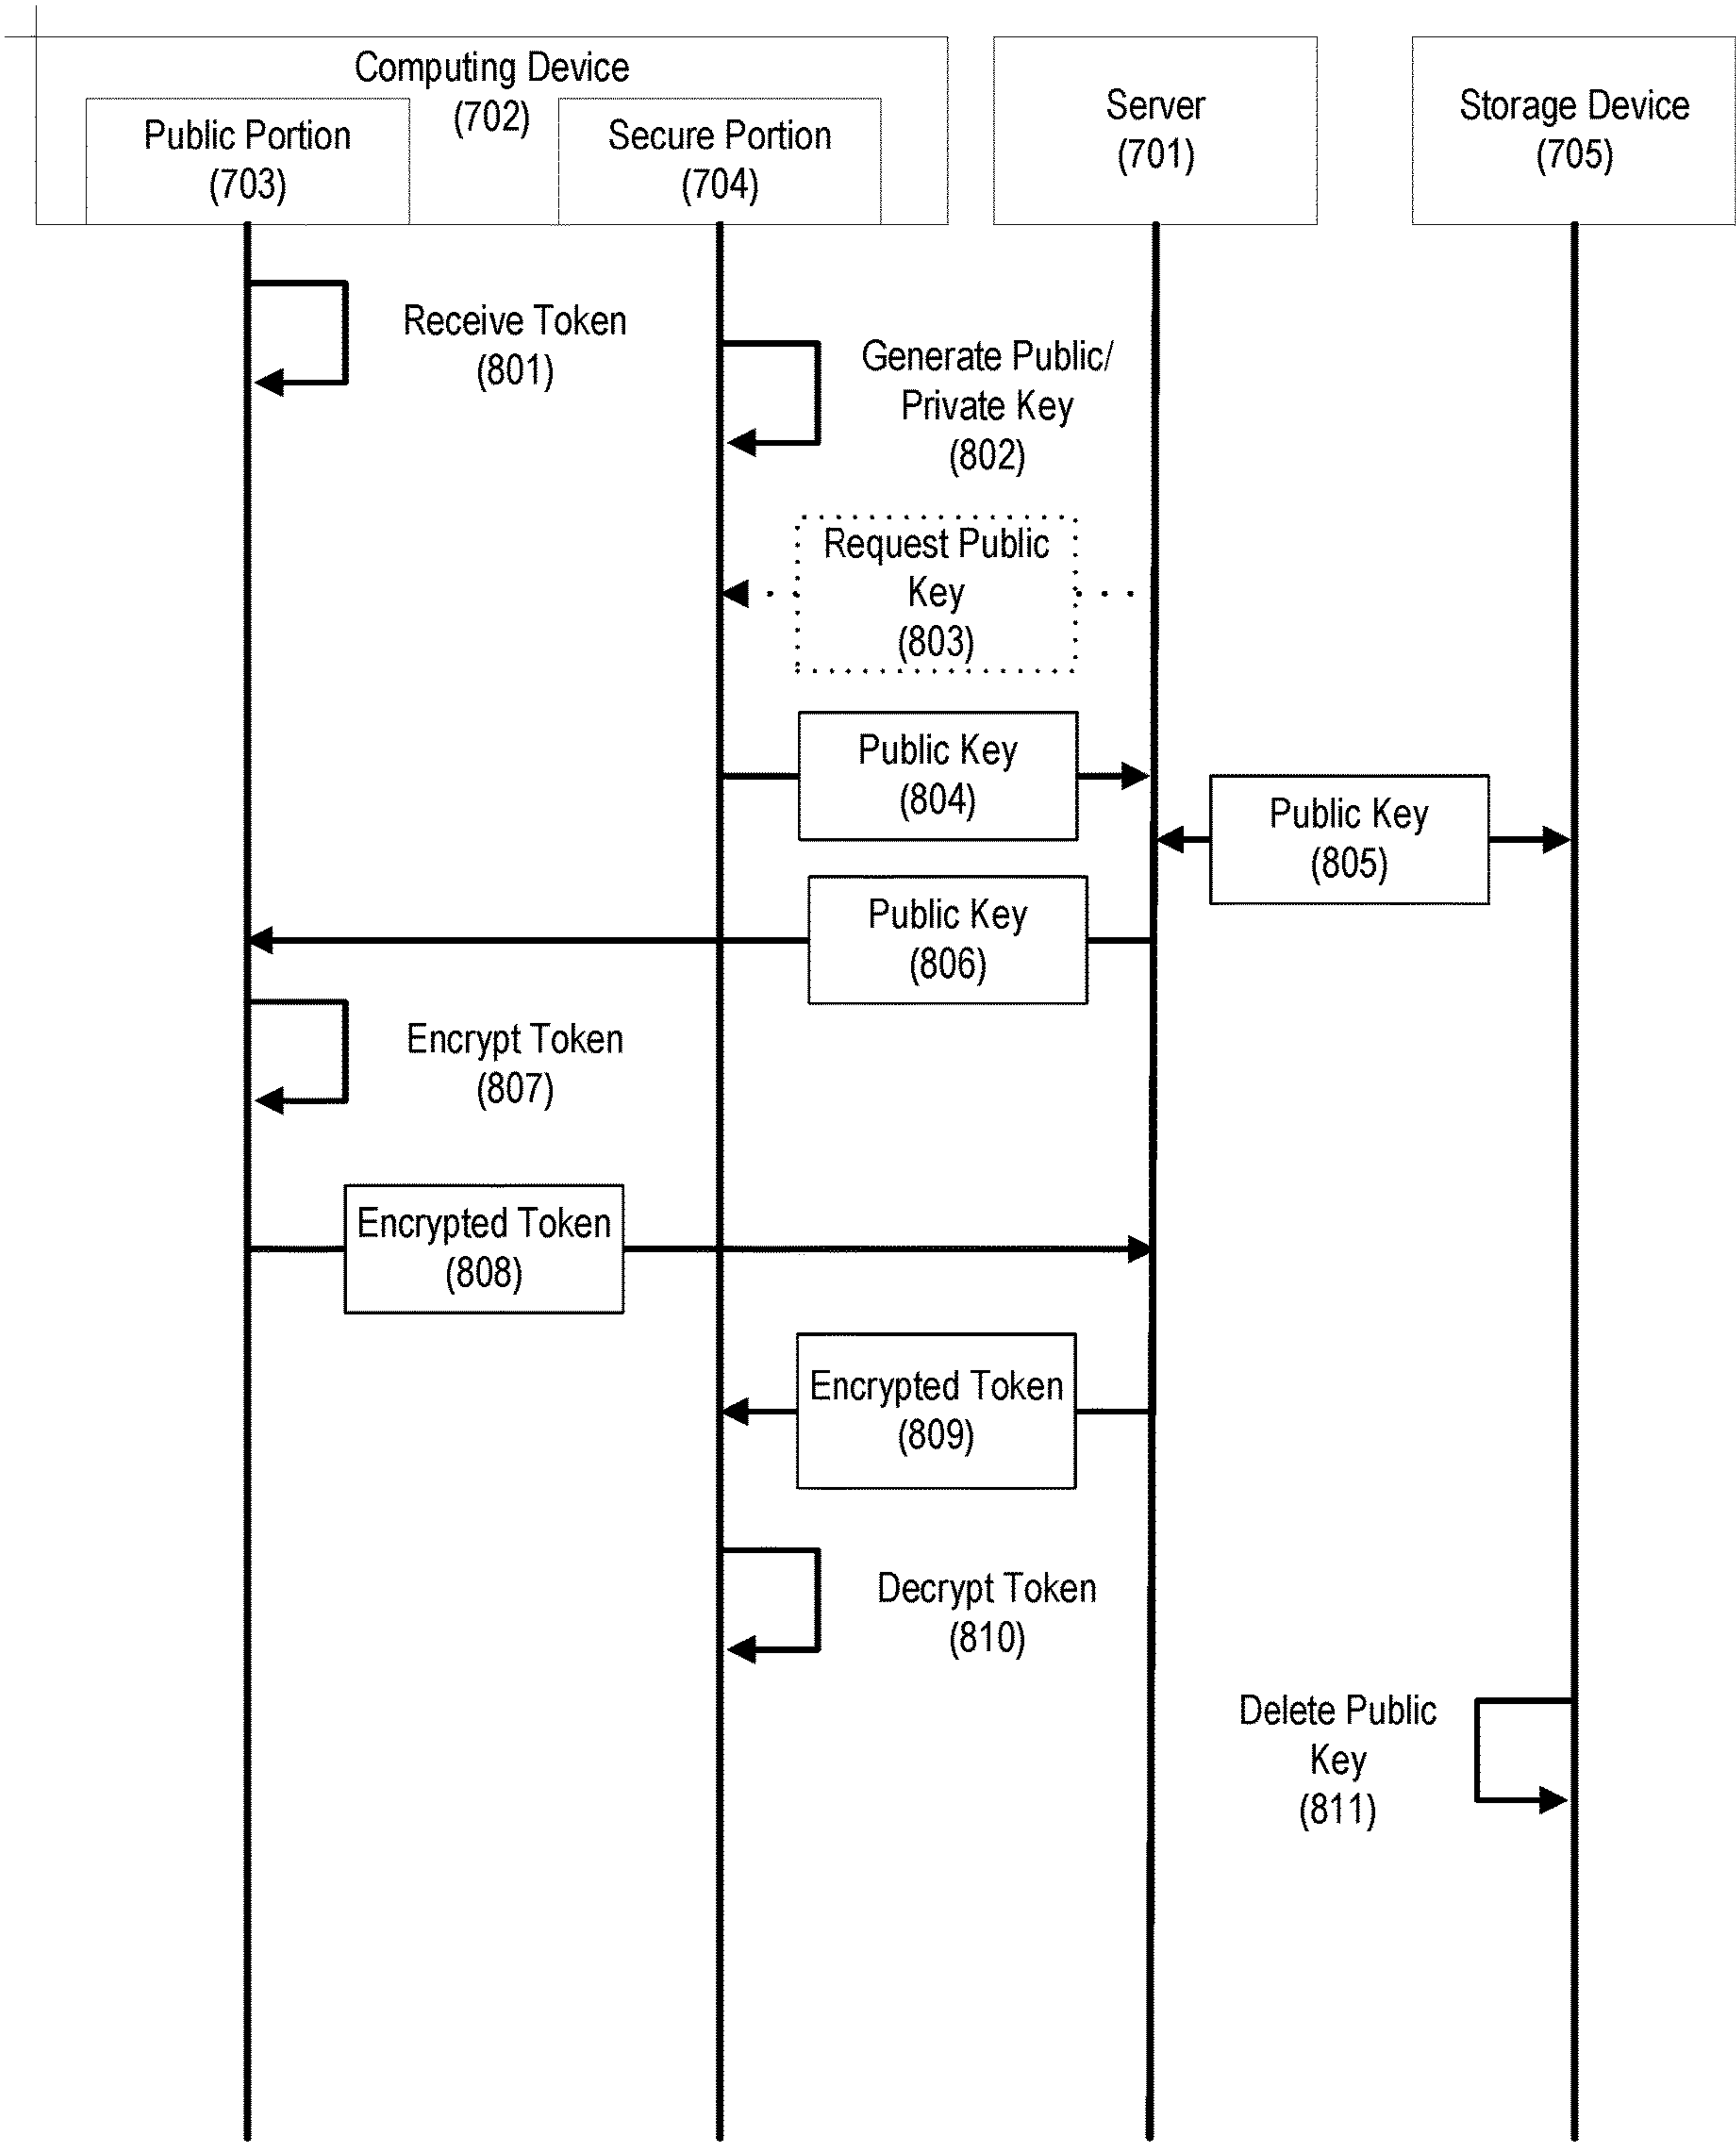 Computing Device
(702)
Public Portion
(703)
Secure Portion
(704)
Server
(701)
Storage Device
(705)
Receive Token
(801)
Generate Public/
Private Key
(802)
Request Public
Key
(803)
Public Key
(804)
Public Key
(805)
Public Key
(806)
Encrypt Token
(807)
Encrypted Token
(808)
Encrypted Token
(809)
Decrypt Token
(810)
Delete Public
Key
(811)